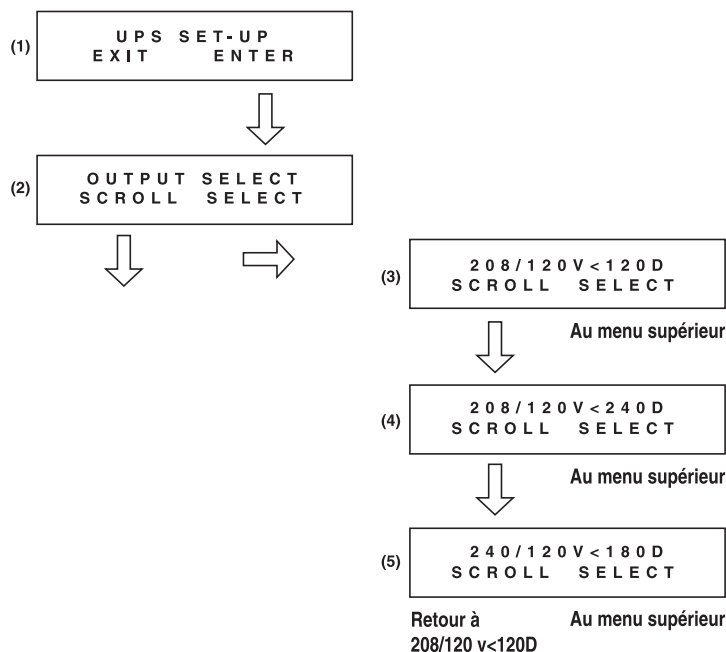 (1)
UPS SET-UP
EXIT ENTER
(2)
OUTPUT SELECT
SCROLL SELECT
(3)
208/120V<120D
SCROLL SELECT
Au menu supérieur
(4)
208/120V<240D
SCROLL SELECT
Au menu supérieur
(5)
240/120V<180D
SCROLL SELECT
Retour à Au menu supérieur
208/120 v<120D